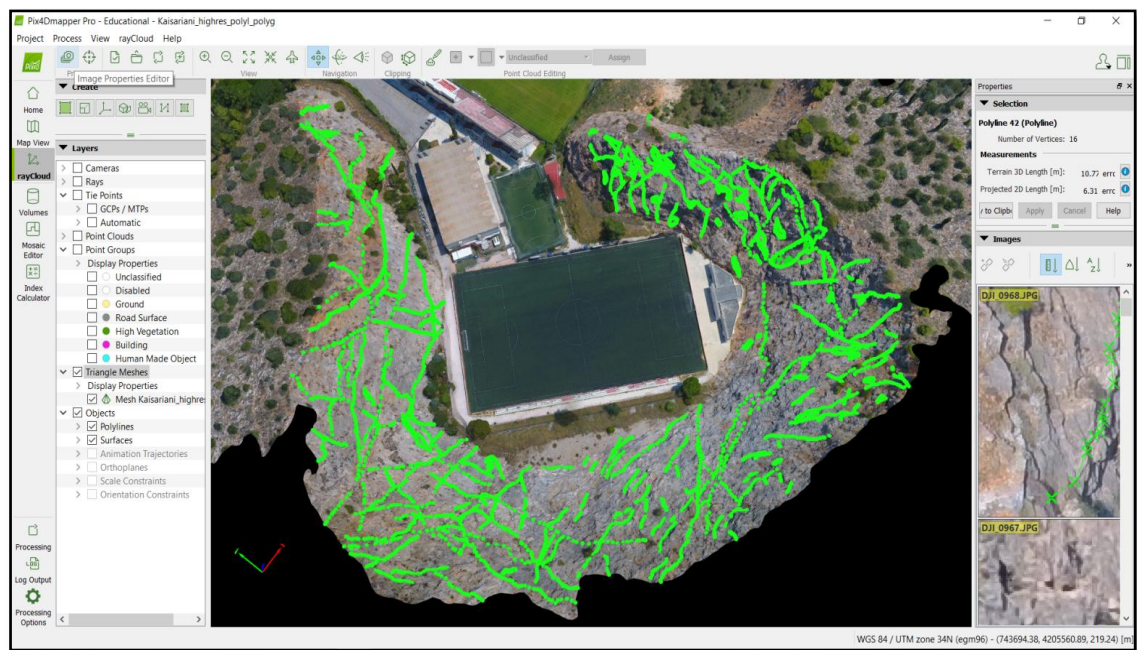 Pix4Dmapper Pro - Educational - Kaisariani_highres_polyl_polyg
Project Process View rayCloud Help
Unclassified
Assign
View
Navigation
Clipping
Point Cloud Editing
Image Properties Editor
Home
Map View
rayCloud
Volumes
Mosaic
Editor
Index
Calculator
Processing
Log Output
Processing
Options
Create
Layers
Cameras
Rays
Tie Points
GCPs / MTPs
Automatic
Point Clouds
Point Groups
Display Properties
Unclassified
Disabled
Ground
Road Surface
High Vegetation
Building
Human Made Object
Triangle Meshes
Display Properties
Mesh Kaisariani_highre
Objects
Polylines
Surfaces
Animation Trajectories
Orthoplanes
Scale Constraints
Orientation Constraints
Properties
Selection
Polyline 42 (Polyline)
Number of Vertices: 16
Measurements
Terrain 3D Length [m]: 10.77 errc
Projected 2D Length [m]: 6.31 errc
to Clipb Apply Cancel Help
Images
DJI_0968.JPG
DJI_0967.JPG
WGS 84 / UTM zone 34N (egm96) - (743694.38, 4205560.89, 219.24) [m]